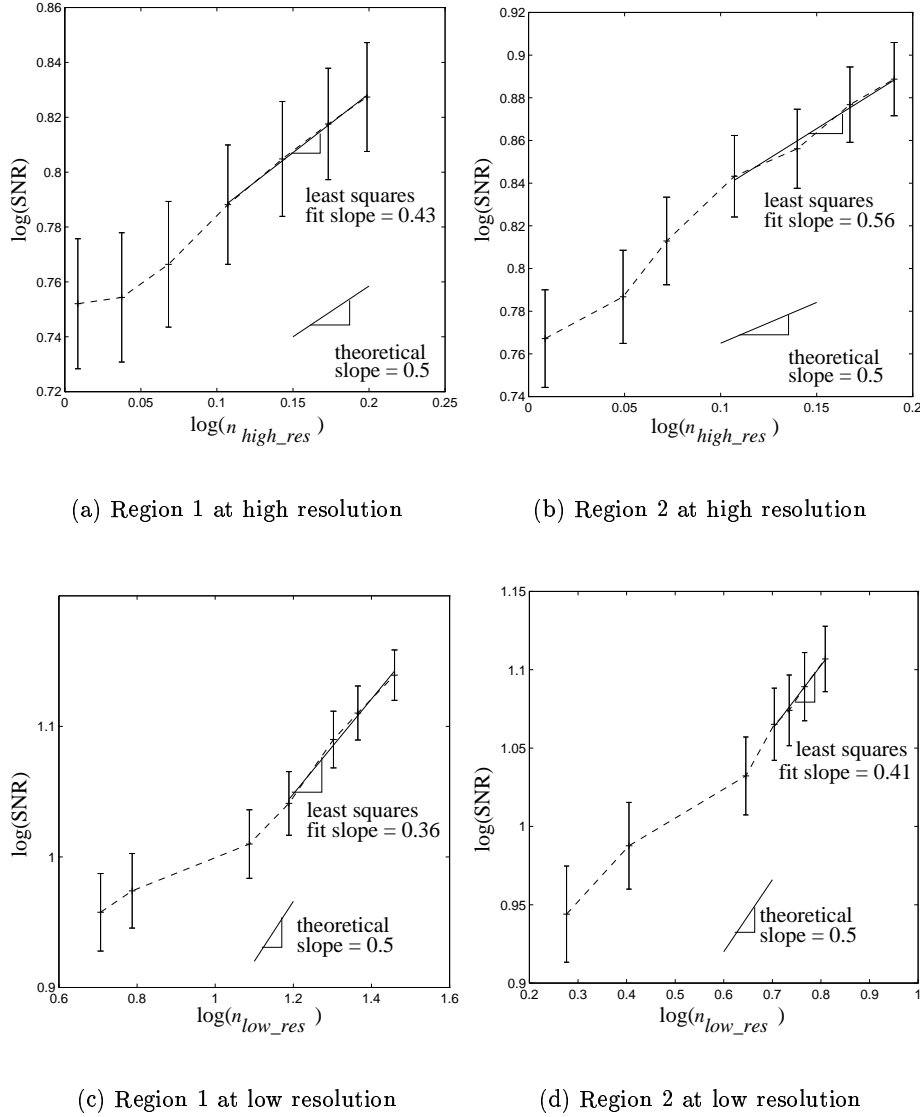 0.86
0.84
0.82
0.8
0.78
0.76
0.74
0.72
log(SNR)
least squares
fit slope = 0.43
theoretical
slope = 0.5
0
0.05
0.1
0.15
0.2
0.25
log(n high_res )
(a) Region 1 at high resolution
0.92
0.9
0.88
0.86
0.84
0.82
0.8
0.78
0.76
0.74
log(SNR)
least squares
fit slope = 0.56
theoretical
slope = 0.5
0
0.05
0.1
0.15
0.2
log(n high_res )
(b) Region 2 at high resolution
1.1
1
0.9
log(SNR)
least squares
fit slope = 0.36
theoretical
slope = 0.5
0.6
0.8
1
1.2
1.4
1.6
log(n low_res )
(c) Region 1 at low resolution
1.15
1.1
1.05
1
0.95
0.9
log(SNR)
least squares
fit slope = 0.41
theoretical
slope = 0.5
0.2
0.3
0.4
0.5
0.6
0.7
0.8
0.9
1
log(n low_res )
(d) Region 2 at low resolution